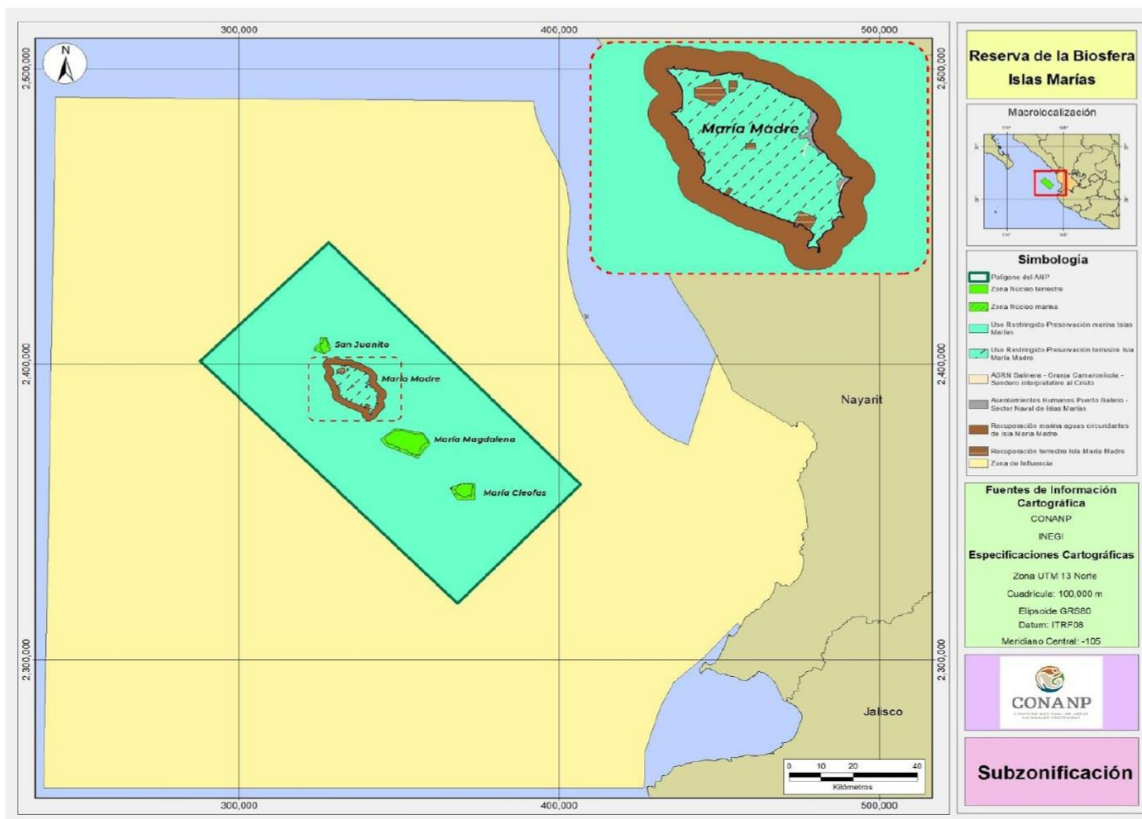 300,000
400,000
500,000
N
2,500,000
2,500,000
María Madre
San Juanito
2,400,000
2,400,000
María Madre
María Magdalena
María Cleofas
Nayarit
2,300,000
2,300,000
Jalisco
0 10 20 40
Kilómetros
300,000
400,000
500,000
Reserva de la Biosfera
Islas Marías
Macrolocalización
Simbología
Polígono del ANP
Zona Núcleo terrestre
Zona Núcleo marina
Uso Restringido-Preservación marina Islas
Marías
Uso Restringido-Preservación terrestre Isla
María Madre
Sendero interpretativo al Cristo
Sector Naval de Islas Marías
Recuperación marina aguas circundantes
de Isla María Madre
Recuperación terrestre Isla María Madre
Zona de Influencia
Fuentes de Información
Cartográfica
CONANP
INEGI
Especificaciones Cartográficas
Zona UTM 13 Norte
Cuadrícula: 100,000 m
Elipsoide GRS80
Datum: ITRF08
Meridiano Central: -105
CONANP
Subzonificación